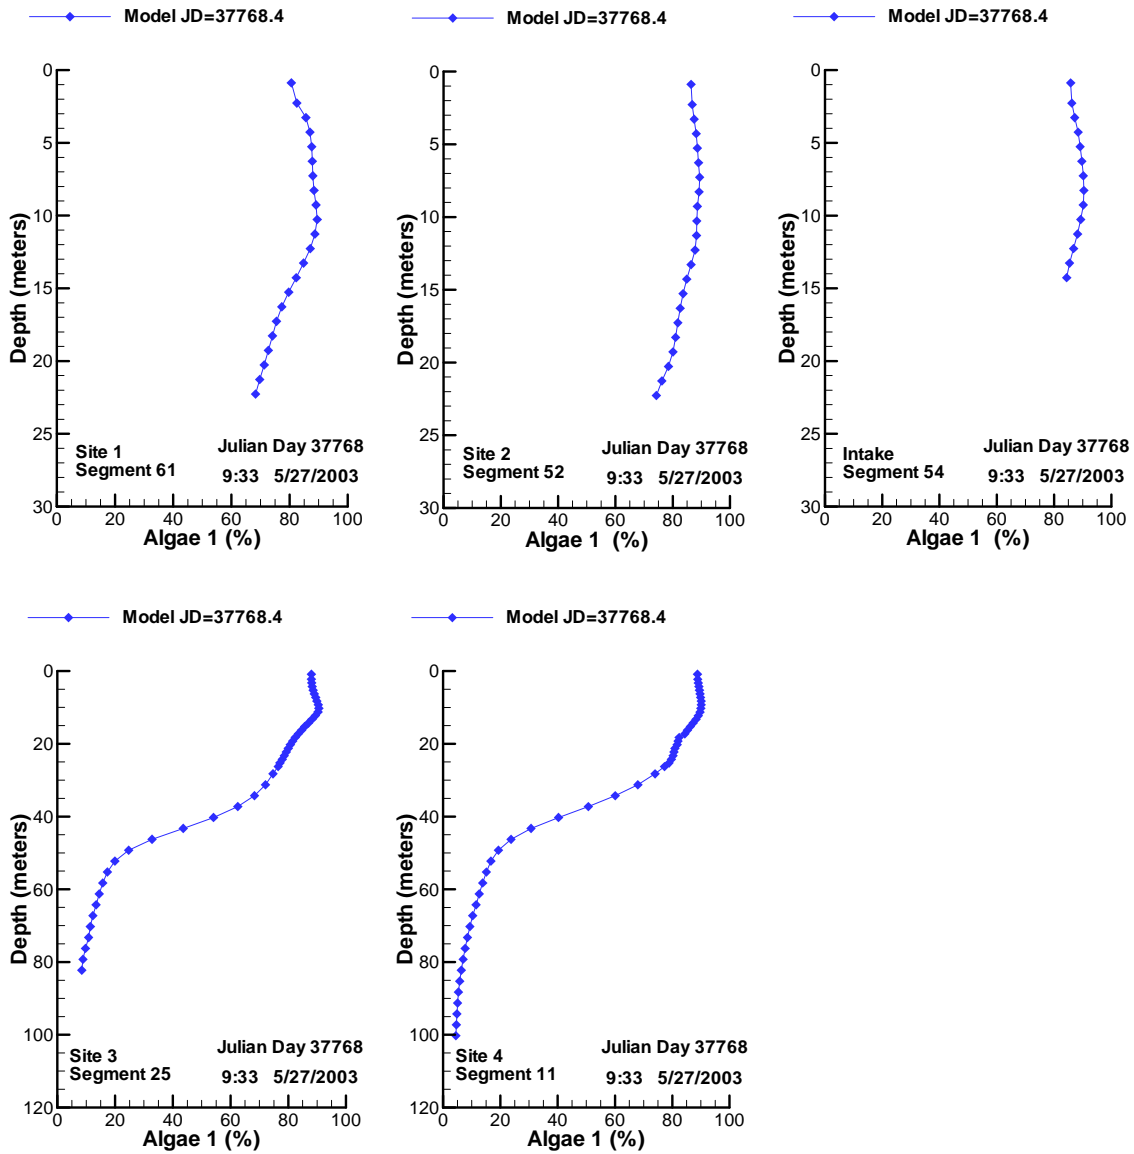 Model JD=37768.4
0
5
10
15
20
25
30
Depth (meters)
0 20 40 60 80 100
Algae 1 (%)
Site 1
Segment 61
Julian Day 37768
9:33 5/27/2003
Model JD=37768.4
0
5
10
15
20
25
30
Depth (meters)
0 20 40 60 80 100
Algae 1 (%)
Site 2
Segment 52
Julian Day 37768
9:33 5/27/2003
Model JD=37768.4
0
5
10
15
20
25
30
Depth (meters)
0 20 40 60 80 100
Algae 1 (%)
Intake
Segment 54
Julian Day 37768
9:33 5/27/2003
Model JD=37768.4
0
20
40
60
80
100
120
Depth (meters)
0 20 40 60 80 100
Algae 1 (%)
Site 3
Segment 25
Julian Day 37768
9:33 5/27/2003
Model JD=37768.4
0
20
40
60
80
100
120
Depth (meters)
0 20 40 60 80 100
Algae 1 (%)
Site 4
Segment 11
Julian Day 37768
9:33 5/27/2003